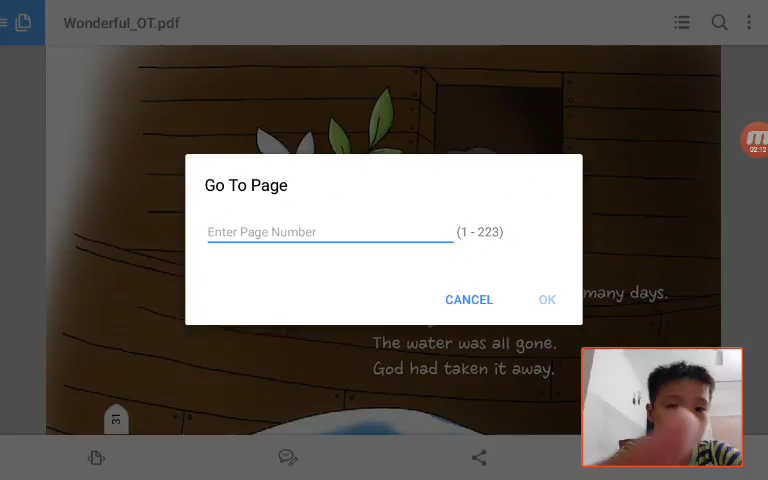 Wonderful_OT.pdf
02:12
Go To Page
Enter Page Number (1 - 223)
CANCEL OK
many days.
The water was all gone.
God had taken it away.
31